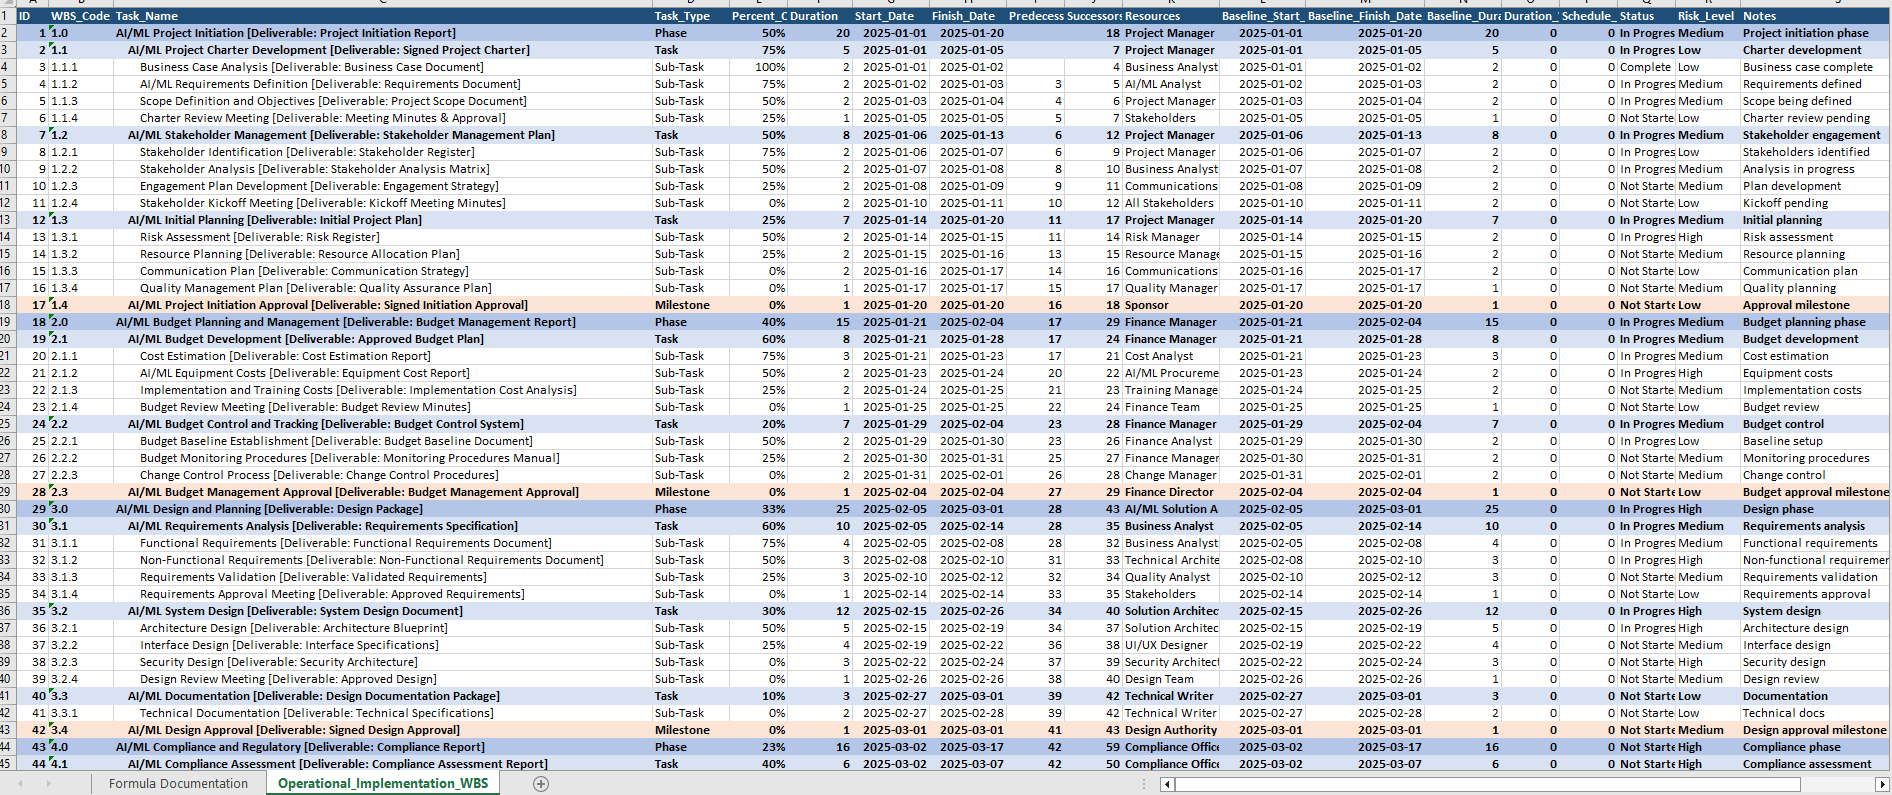 ID WBS_Code Task_Name Task_Type Percent_C Duration Start_Date Finish_Date Predecess Successor Resources Baseline_Start_ Baseline_Finish_Date Baseline_Dura Duration_ Schedule_ Status Risk_Level Notes
2 1 1.0 AI/ML Project Initiation [Deliverable: Project Initiation Report] Phase 50% 20 2025-01-01 2025-01-20 18 Project Manager 2025-01-01 2025-01-20 20 0 0 In Progres Medium Project initiation phase
3 2 1.1 AI/ML Project Charter Development [Deliverable: Signed Project Charter] Task 75% 5 2025-01-01 2025-01-05 7 Project Manager 2025-01-01 2025-01-05 5 0 0 In Progres Low Charter development
4 3 1.1.1 Business Case Analysis [Deliverable: Business Case Document] Sub-Task 100% 2 2025-01-01 2025-01-02 4 Business Analyst 2025-01-01 2025-01-02 2 0 0 Complete Low Business case complete
5 4 1.1.2 AI/ML Requirements Definition [Deliverable: Requirements Document] Sub-Task 75% 2 2025-01-02 2025-01-03 3 5 AI/ML Analyst 2025-01-02 2025-01-03 2 0 0 In Progres Medium Requirements defined
6 5 1.1.3 Scope Definition and Objectives [Deliverable: Project Scope Document] Sub-Task 50% 2 2025-01-03 2025-01-04 4 6 Project Manager 2025-01-03 2025-01-04 2 0 0 In Progres Medium Scope being defined
7 6 1.1.4 Charter Review Meeting [Deliverable: Meeting Minutes & Approval] Sub-Task 25% 1 2025-01-05 2025-01-05 5 7 Stakeholders 2025-01-05 2025-01-05 1 0 0 Not Starte Low Charter review pending
8 7 1.2 AI/ML Stakeholder Management [Deliverable: Stakeholder Management Plan] Task 50% 8 2025-01-06 2025-01-13 6 12 Project Manager 2025-01-06 2025-01-13 8 0 0 In Progres Medium Stakeholder engagement
9 8 1.2.1 Stakeholder Identification [Deliverable: Stakeholder Register] Sub-Task 75% 2 2025-01-06 2025-01-07 6 9 Project Manager 2025-01-06 2025-01-07 2 0 0 In Progres Low Stakeholders identified
10 9 1.2.2 Stakeholder Analysis [Deliverable: Stakeholder Analysis Matrix] Sub-Task 50% 2 2025-01-07 2025-01-08 8 10 Business Analyst 2025-01-07 2025-01-08 2 0 0 In Progres Medium Analysis in progress
11 10 1.2.3 Engagement Plan Development [Deliverable: Engagement Strategy] Sub-Task 25% 2 2025-01-08 2025-01-09 9 11 Communications 2025-01-08 2025-01-09 2 0 0 Not Starte Medium Plan development
12 11 1.2.4 Stakeholder Kickoff Meeting [Deliverable: Kickoff Meeting Minutes] Sub-Task 0% 2 2025-01-10 2025-01-11 10 12 All Stakeholders 2025-01-10 2025-01-11 2 0 0 Not Starte Low Kickoff pending
13 12 1.3 AI/ML Initial Planning [Deliverable: Initial Project Plan] Task 25% 7 2025-01-14 2025-01-20 11 17 Project Manager 2025-01-14 2025-01-20 7 0 0 In Progres Medium Initial planning
14 13 1.3.1 Risk Assessment [Deliverable: Risk Register] Sub-Task 50% 2 2025-01-14 2025-01-15 11 14 Risk Manager 2025-01-14 2025-01-15 2 0 0 In Progres High Risk assessment
15 14 1.3.2 Resource Planning [Deliverable: Resource Allocation Plan] Sub-Task 25% 2 2025-01-15 2025-01-16 13 15 Resource Manage 2025-01-15 2025-01-16 2 0 0 Not Starte Medium Resource planning
16 15 1.3.3 Communication Plan [Deliverable: Communication Strategy] Sub-Task 0% 2 2025-01-16 2025-01-17 14 16 Communications 2025-01-16 2025-01-17 2 0 0 Not Starte Low Communication plan
17 16 1.3.4 Quality Management Plan [Deliverable: Quality Assurance Plan] Sub-Task 0% 1 2025-01-17 2025-01-17 15 17 Quality Manager 2025-01-17 2025-01-17 1 0 0 Not Starte Medium Quality planning
18 17 1.4 AI/ML Project Initiation Approval [Deliverable: Signed Initiation Approval] Milestone 0% 1 2025-01-20 2025-01-20 16 18 Sponsor 2025-01-20 2025-01-20 1 0 0 Not Starte Low Approval milestone
19 18 2.0 AI/ML Budget Planning and Management [Deliverable: Budget Management Report] Phase 40% 15 2025-01-21 2025-02-04 17 29 Finance Manager 2025-01-21 2025-02-04 15 0 0 In Progres Medium Budget planning phase
20 19 2.1 AI/ML Budget Development [Deliverable: Approved Budget Plan] Task 60% 8 2025-01-21 2025-01-28 17 24 Finance Manager 2025-01-21 2025-01-28 8 0 0 In Progres Medium Budget development
21 20 2.1.1 Cost Estimation [Deliverable: Cost Estimation Report] Sub-Task 75% 3 2025-01-21 2025-01-23 17 21 Cost Analyst 2025-01-21 2025-01-23 3 0 0 In Progres Medium Cost estimation
22 21 2.1.2 AI/ML Equipment Costs [Deliverable: Equipment Cost Report] Sub-Task 50% 2 2025-01-23 2025-01-24 20 22 AI/ML Procureme 2025-01-23 2025-01-24 2 0 0 In Progres High Equipment costs
23 22 2.1.3 Implementation and Training Costs [Deliverable: Implementation Cost Analysis] Sub-Task 25% 2 2025-01-24 2025-01-25 21 23 Training Manage 2025-01-24 2025-01-25 2 0 0 Not Starte Medium Implementation costs
24 23 2.1.4 Budget Review Meeting [Deliverable: Budget Review Minutes] Sub-Task 0% 1 2025-01-25 2025-01-25 22 24 Finance Team 2025-01-25 2025-01-25 1 0 0 Not Starte Low Budget review
25 24 2.2 AI/ML Budget Control and Tracking [Deliverable: Budget Control System] Task 20% 7 2025-01-29 2025-02-04 23 28 Finance Manager 2025-01-29 2025-02-04 7 0 0 In Progres Medium Budget control
26 25 2.2.1 Budget Baseline Establishment [Deliverable: Budget Baseline Document] Sub-Task 50% 2 2025-01-29 2025-01-30 23 26 Finance Analyst 2025-01-29 2025-01-30 2 0 0 In Progres Low Baseline setup
27 26 2.2.2 Budget Monitoring Procedures [Deliverable: Monitoring Procedures Manual] Sub-Task 25% 2 2025-01-30 2025-01-31 25 27 Finance Manager 2025-01-30 2025-01-31 2 0 0 Not Starte Medium Monitoring procedures
28 27 2.2.3 Change Control Process [Deliverable: Change Control Procedures] Sub-Task 0% 2 2025-01-31 2025-02-01 26 28 Change Manager 2025-01-31 2025-02-01 2 0 0 Not Starte Medium Change control
29 28 2.3 AI/ML Budget Management Approval [Deliverable: Budget Management Approval] Milestone 0% 1 2025-02-04 2025-02-04 27 29 Finance Director 2025-02-04 2025-02-04 1 0 0 Not Starte Low Budget approval milestone
30 29 3.0 AI/ML Design and Planning [Deliverable: Design Package] Phase 33% 25 2025-02-05 2025-03-01 28 43 AI/ML Solution A 2025-02-05 2025-03-01 25 0 0 In Progres High Design phase
31 30 3.1 AI/ML Requirements Analysis [Deliverable: Requirements Specification] Task 60% 10 2025-02-05 2025-02-14 28 35 Business Analyst 2025-02-05 2025-02-14 10 0 0 In Progres Medium Requirements analysis
32 31 3.1.1 Functional Requirements [Deliverable: Functional Requirements Document] Sub-Task 75% 4 2025-02-05 2025-02-08 28 32 Business Analyst 2025-02-05 2025-02-08 4 0 0 In Progres Medium Functional requirements
33 32 3.1.2 Non-Functional Requirements [Deliverable: Non-Functional Requirements Document] Sub-Task 50% 3 2025-02-08 2025-02-10 31 33 Technical Archite 2025-02-08 2025-02-10 3 0 0 In Progres High Non-functional requiremer
34 33 3.1.3 Requirements Validation [Deliverable: Validated Requirements] Sub-Task 25% 3 2025-02-10 2025-02-12 32 34 Quality Analyst 2025-02-10 2025-02-12 3 0 0 Not Starte Medium Requirements validation
35 34 3.1.4 Requirements Approval Meeting [Deliverable: Approved Requirements] Sub-Task 0% 1 2025-02-14 2025-02-14 33 35 Stakeholders 2025-02-14 2025-02-14 1 0 0 Not Starte Low Requirements approval
36 35 3.2 AI/ML System Design [Deliverable: System Design Document] Task 30% 12 2025-02-15 2025-02-26 34 40 Solution Architec 2025-02-15 2025-02-26 12 0 0 In Progres High System design
37 36 3.2.1 Architecture Design [Deliverable: Architecture Blueprint] Sub-Task 50% 5 2025-02-15 2025-02-19 34 37 Solution Architec 2025-02-15 2025-02-19 5 0 0 In Progres High Architecture design
38 37 3.2.2 Interface Design [Deliverable: Interface Specifications] Sub-Task 25% 4 2025-02-19 2025-02-22 36 38 UI/UX Designer 2025-02-19 2025-02-22 4 0 0 Not Starte Medium Interface design
39 38 3.2.3 Security Design [Deliverable: Security Architecture] Sub-Task 0% 3 2025-02-22 2025-02-24 37 39 Security Architect 2025-02-22 2025-02-24 3 0 0 Not Starte High Security design
40 39 3.2.4 Design Review Meeting [Deliverable: Approved Design] Sub-Task 0% 1 2025-02-26 2025-02-26 38 40 Design Team 2025-02-26 2025-02-26 1 0 0 Not Starte Medium Design review
41 40 3.3 AI/ML Documentation [Deliverable: Design Documentation Package] Task 10% 3 2025-02-27 2025-03-01 39 42 Technical Writer 2025-02-27 2025-03-01 3 0 0 Not Starte Low Documentation
42 41 3.3.1 Technical Documentation [Deliverable: Technical Specifications] Sub-Task 0% 2 2025-02-27 2025-02-28 39 42 Technical Writer 2025-02-27 2025-02-28 2 0 0 Not Starte Low Technical docs
43 42 3.4 AI/ML Design Approval [Deliverable: Signed Design Approval] Milestone 0% 1 2025-03-01 2025-03-01 41 43 Design Authority 2025-03-01 2025-03-01 1 0 0 Not Starte Medium Design approval milestone
44 43 4.0 AI/ML Compliance and Regulatory [Deliverable: Compliance Report] Phase 23% 16 2025-03-02 2025-03-17 42 59 Compliance Office 2025-03-02 2025-03-17 16 0 0 Not Starte High Compliance phase
45 44 4.1 AI/ML Compliance Assessment [Deliverable: Compliance Assessment Report] Task 40% 6 2025-03-02 2025-03-07 42 50 Compliance Office 2025-03-02 2025-03-07 6 0 0 Not Starte High Compliance assessment
Formula Documentation Operational_Implementation_WBS